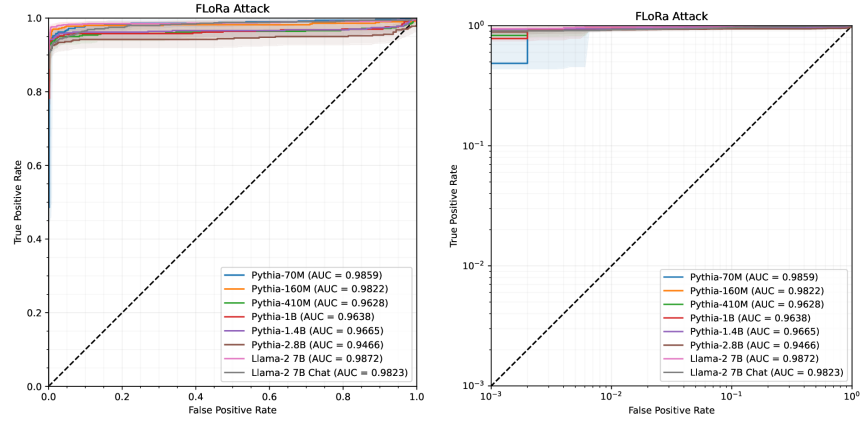 FLoRa Attack
1.0
0.8
0.6
0.4
0.2
0.0
True Positive Rate
Pythia-70M (AUC = 0.9859)
Pythia-160M (AUC = 0.9822)
Pythia-410M (AUC = 0.9628)
Pythia-1B (AUC = 0.9638)
Pythia-1.4B (AUC = 0.9665)
Pythia-2.8B (AUC = 0.9466)
Llama-2 7B (AUC = 0.9872)
Llama-2 7B Chat (AUC = 0.9823)
0.0 0.2 0.4 0.6 0.8 1.0
False Positive Rate
FLoRa Attack
10⁰
10⁻¹
10⁻²
10⁻³
True Positive Rate
Pythia-70M (AUC = 0.9859)
Pythia-160M (AUC = 0.9822)
Pythia-410M (AUC = 0.9628)
Pythia-1B (AUC = 0.9638)
Pythia-1.4B (AUC = 0.9665)
Pythia-2.8B (AUC = 0.9466)
Llama-2 7B (AUC = 0.9872)
Llama-2 7B Chat (AUC = 0.9823)
10⁻³ 10⁻² 10⁻¹ 10⁰
False Positive Rate